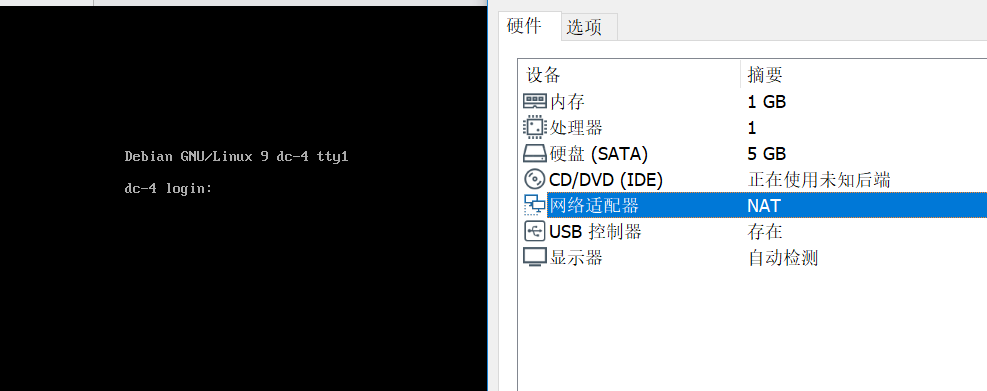 Debian GNU/Linux 9 dc-4 tty1
dc-4 login:
硬件 选项
设备 摘要
内存 1 GB
处理器 1
硬盘 (SATA) 5 GB
CD/DVD (IDE) 正在使用未知后端
网络适配器 NAT
USB 控制器 存在
显示器 自动检测